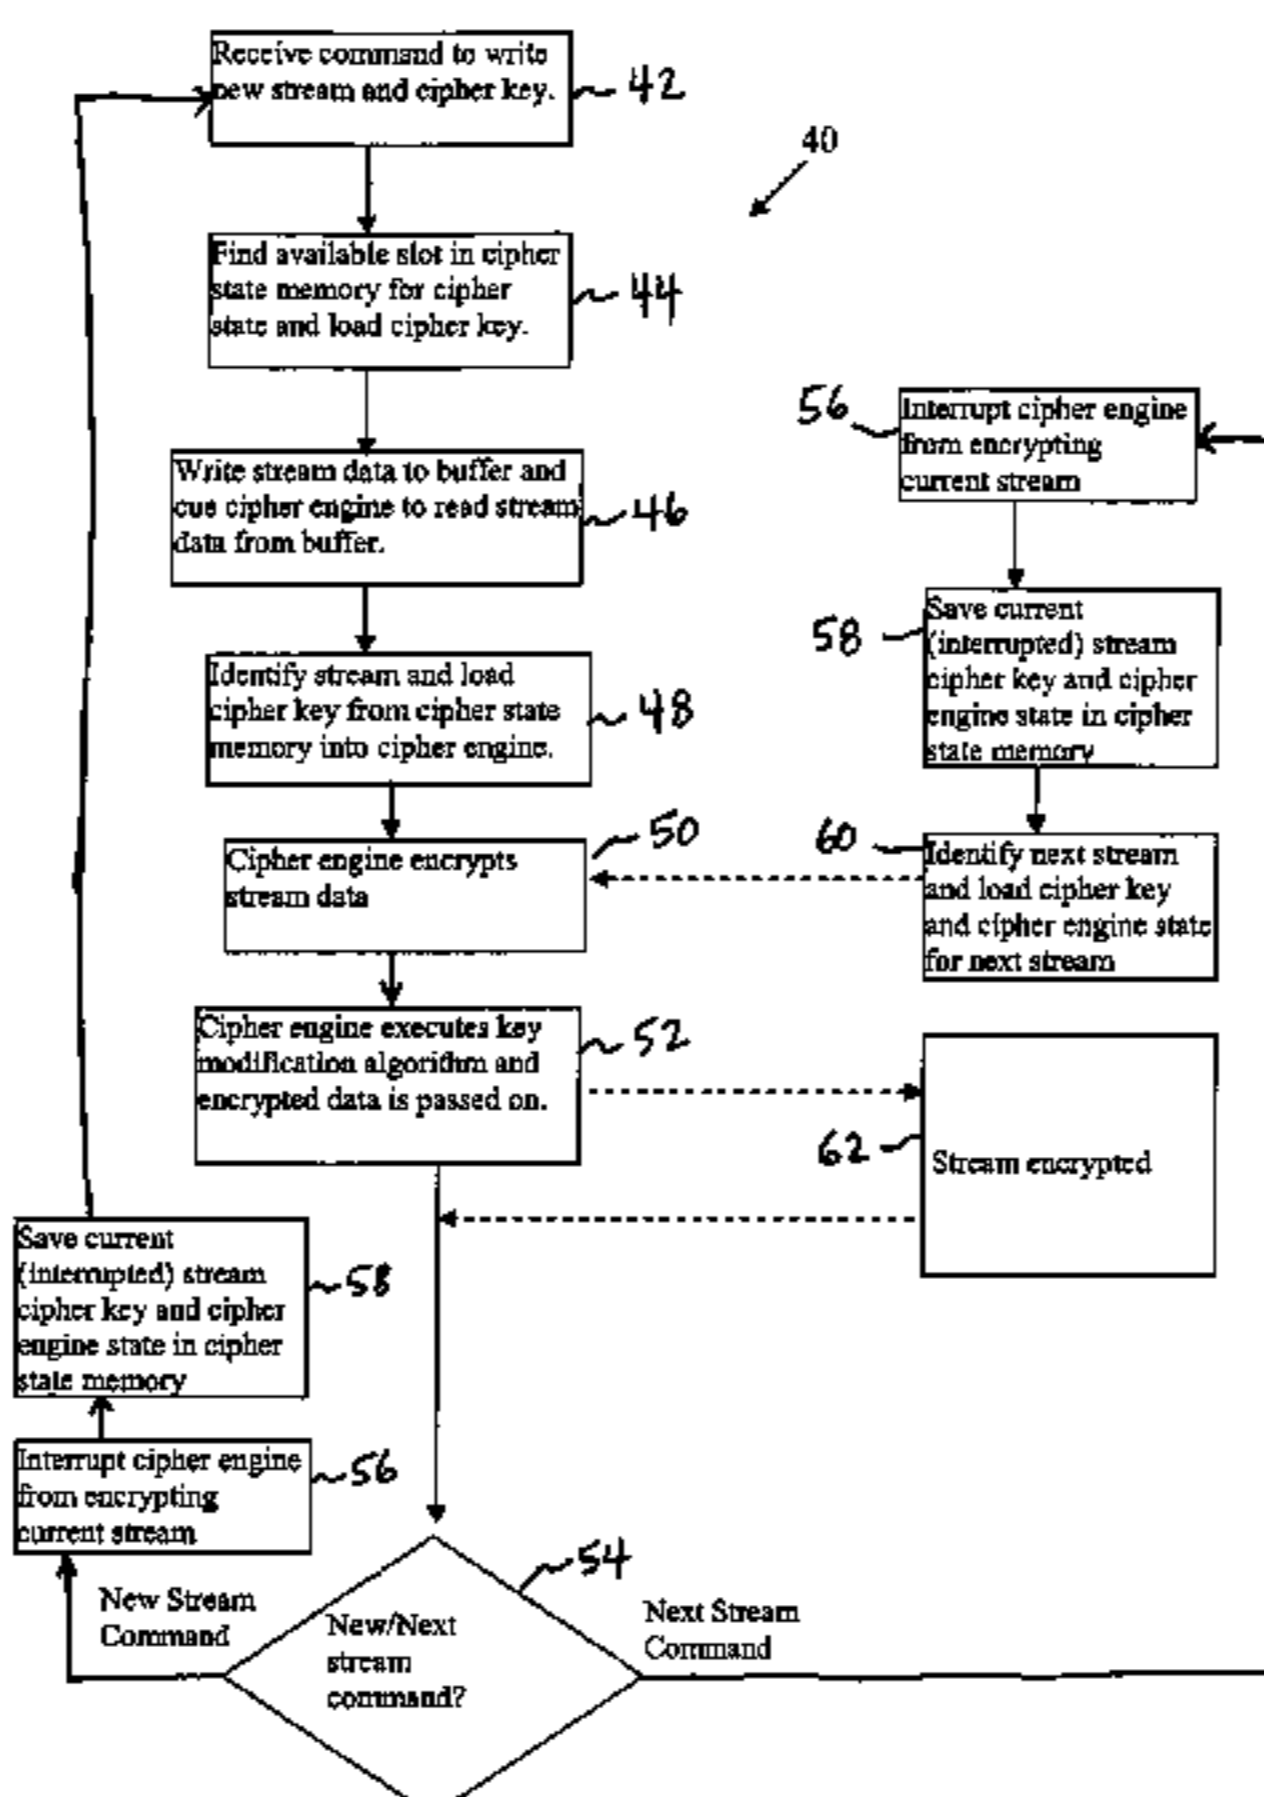 Receive command to write
new stream and cipher key.
42
40
Find available slot in cipher
state memory for cipher
state and load cipher key.
44
Write stream data to buffer and
cue cipher engine to read stream
data from buffer.
46
Identify stream and load
cipher key from cipher state
memory into cipher engine.
48
Cipher engine encrypts
stream data
50
Cipher engine executes key
modification algorithm and
encrypted data is passed on.
52
56
Interrupt cipher engine
from encrypting
current stream
58
Save current
(interrupted) stream
cipher key and cipher
engine state in cipher
state memory
60
Identify next stream
and load cipher key
and cipher engine state
for next stream
62
Stream encrypted
Save current
(interrupted) stream
cipher key and cipher
engine state in cipher
state memory
58
Interrupt cipher engine
from encrypting
current stream
56
New Stream
Command
54
New/Next
stream
command?
Next Stream
Command